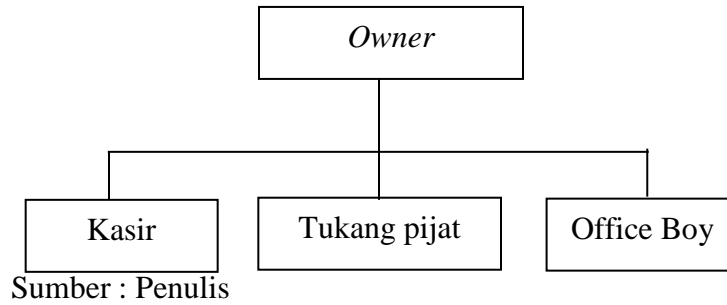 Owner
Kasir
Tukang pijat
Office Boy
Sumber : Penulis